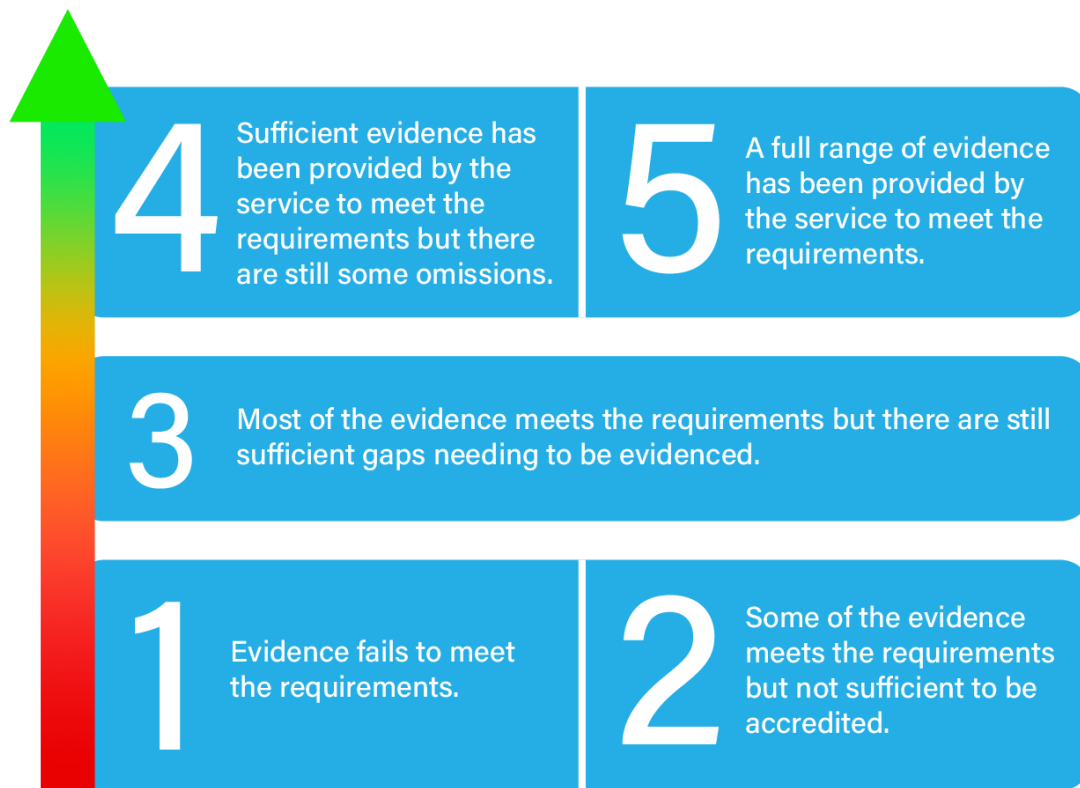 4
Sufficient evidence has
been provided by the
service to meet the
requirements but there
are still some omissions.
5
A full range of evidence
has been provided by
the service to meet the
requirements.
3
Most of the evidence meets the requirements but there are still
sufficient gaps needing to be evidenced.
1
Evidence fails to meet
the requirements.
2
Some of the evidence
meets the requirements
but not sufficient to be
accredited.